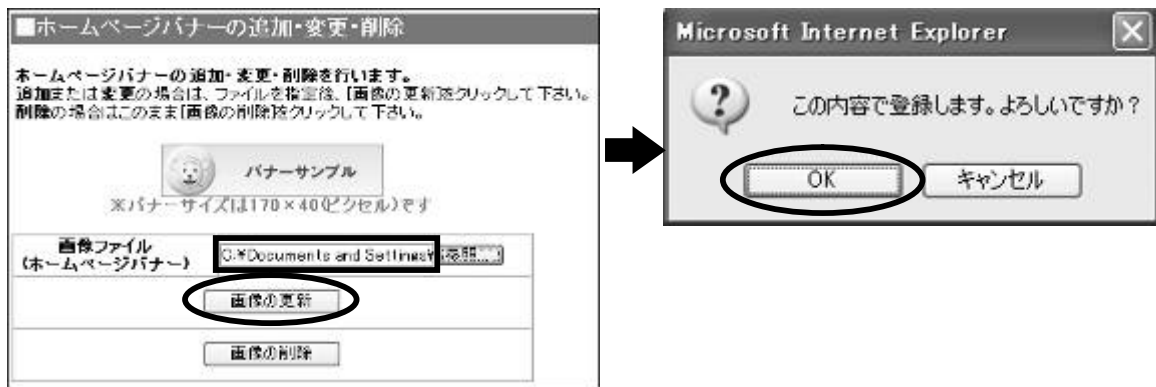 ■ホームページバナーの追加・変更・削除
ホームページバナーの追加・変更・削除を行います。
追加または変更の場合は、ファイルを指定後、[画像の更新]をクリックして下さい。
削除の場合はこのまま[画像の削除]をクリックして下さい。
バナーサンプル
※バナーサイズは170×40(ピクセル)です
画像ファイル
(ホームページバナー)
C:¥Documents and Settings¥
参照...
画像の更新
画像の削除
Microsoft Internet Explorer
この内容で登録します。よろしいですか？
OK
キャンセル